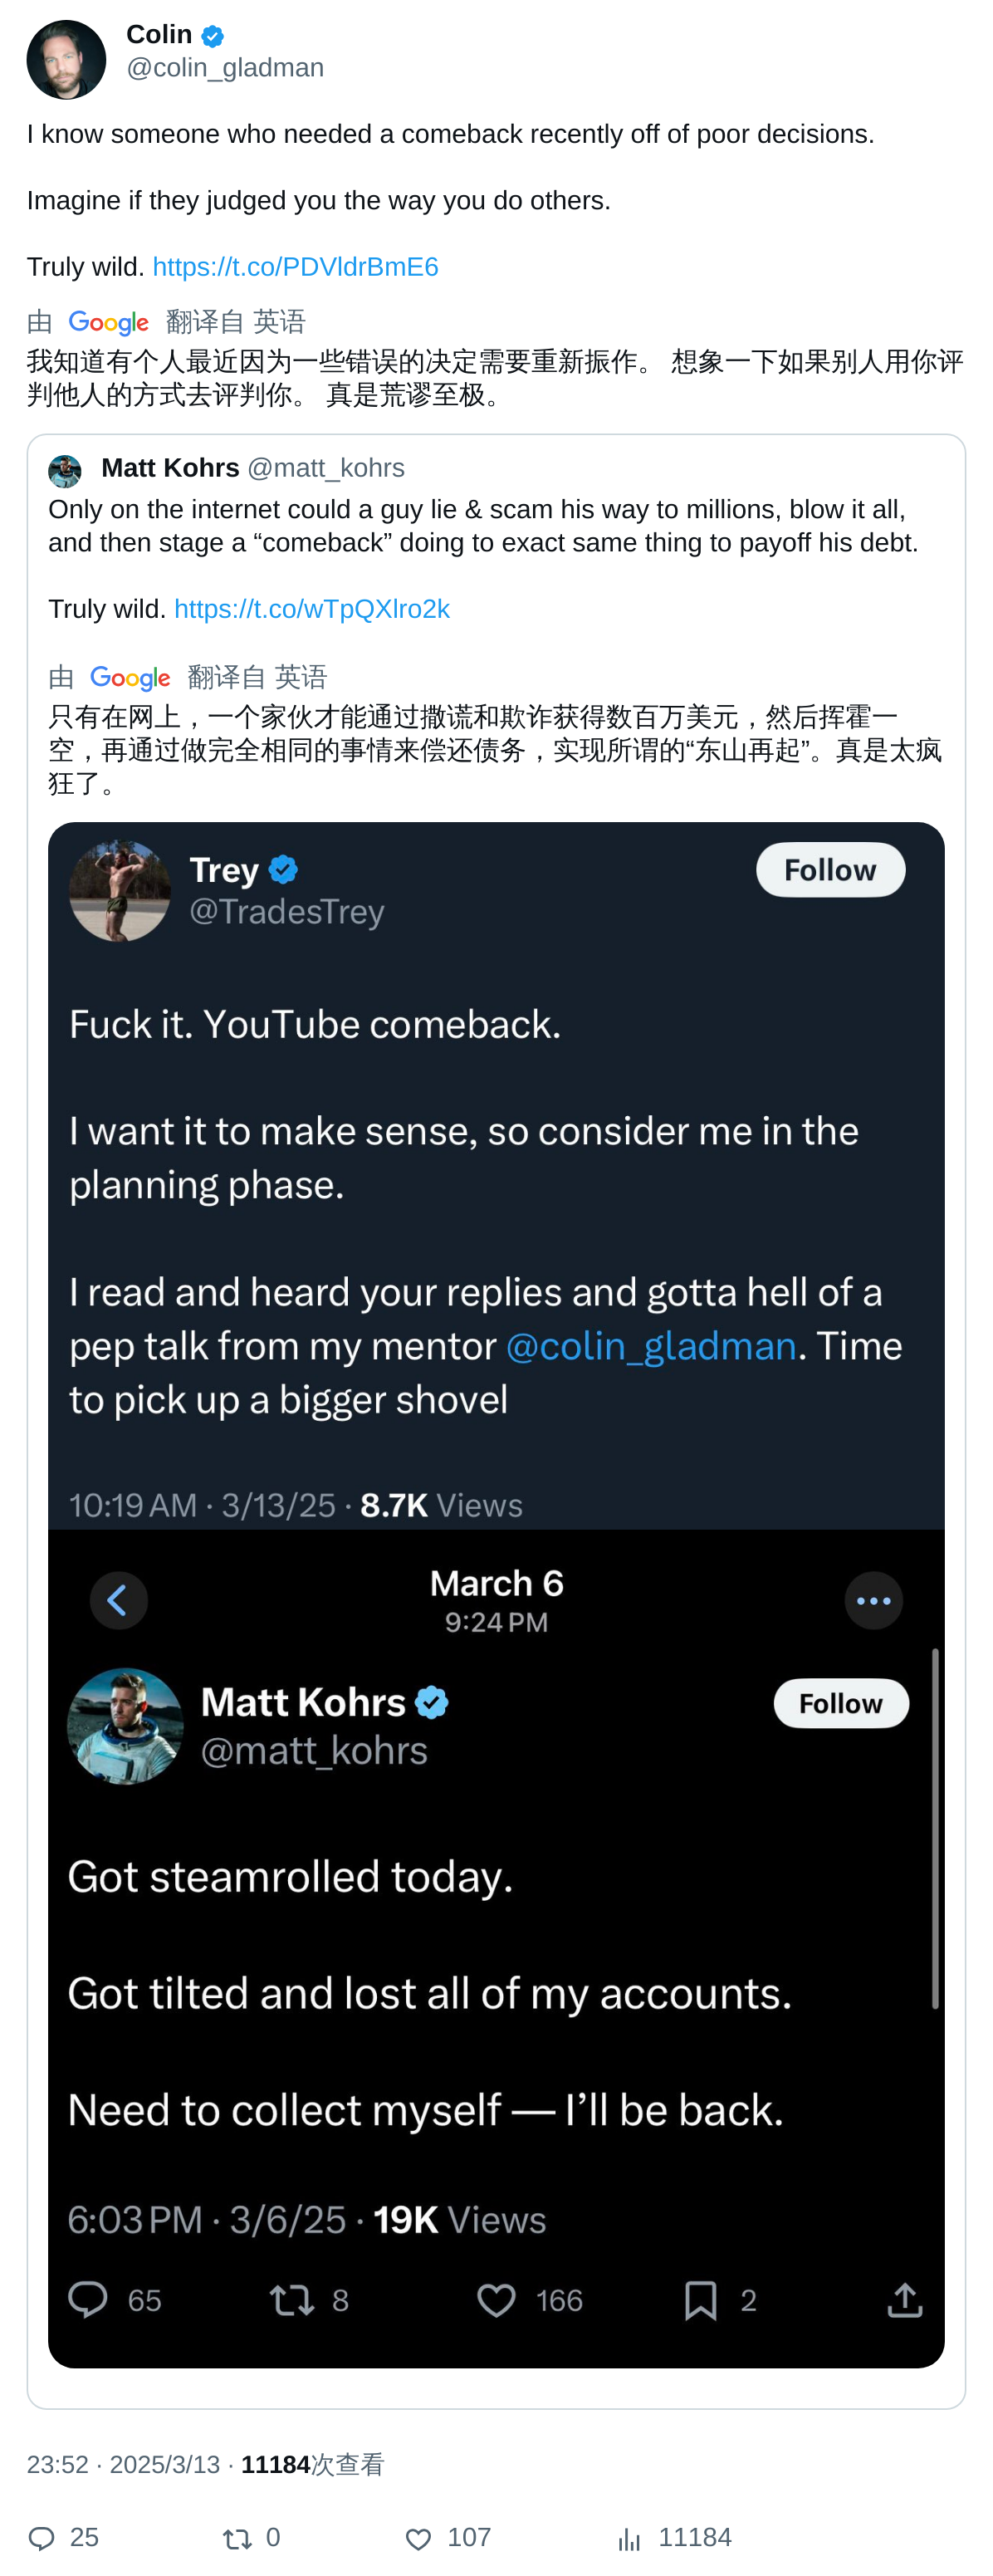 Colin
@colin_gladman
I know someone who needed a comeback recently off of poor decisions.
Imagine if they judged you the way you do others.
Truly wild. https://t.co/PDVldrBmE6
由 Google 翻译自 英语
我知道有个人最近因为一些错误的决定需要重新振作。 想象一下如果别人用你评
判他人的方式去评判你。 真是荒谬至极。
Matt Kohrs @matt_kohrs
Only on the internet could a guy lie & scam his way to millions, blow it all,
and then stage a “comeback” doing to exact same thing to payoff his debt.
Truly wild. https://t.co/wTpQXlro2k
由 Google 翻译自 英语
只有在网上，一个家伙才能通过撒谎和欺诈获得数百万美元，然后挥霍一
空，再通过做完全相同的事情来偿还债务，实现所谓的“东山再起”。真是太疯
狂了。
Trey
Follow
@TradesTrey
Fuck it. YouTube comeback.
I want it to make sense, so consider me in the
planning phase.
I read and heard your replies and gotta hell of a
pep talk from my mentor @colin_gladman. Time
to pick up a bigger shovel
10:19 AM · 3/13/25 · 8.7K Views
March 6
9:24 PM
Matt Kohrs
Follow
@matt_kohrs
Got steamrolled today.
Got tilted and lost all of my accounts.
Need to collect myself — I’ll be back.
6:03 PM · 3/6/25 · 19K Views
65 8 166 2
23:52 · 2025/3/13 · 11184次查看
25 0 107 11184